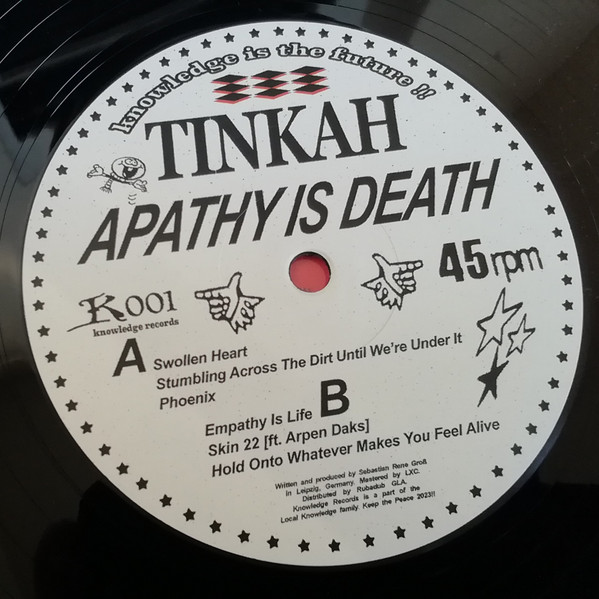 knowledge is the future !!
TINKAH
APATHY IS DEATH
45 rpm
K001
knowledge records
A
Swollen Heart
Stumbling Across The Dirt Until We're Under It
Phoenix
B
Empathy Is Life
Skin 22 [ft. Arpen Daks]
Hold Onto Whatever Makes You Feel Alive
Written and produced by Sebastian Rene Groß
in Leipzig, Germany. Mastered by LXC.
Distributed by Rubadub GLA.
Knowledge Records is a part of the
Local Knowledge family. Keep the Peace 2023!!